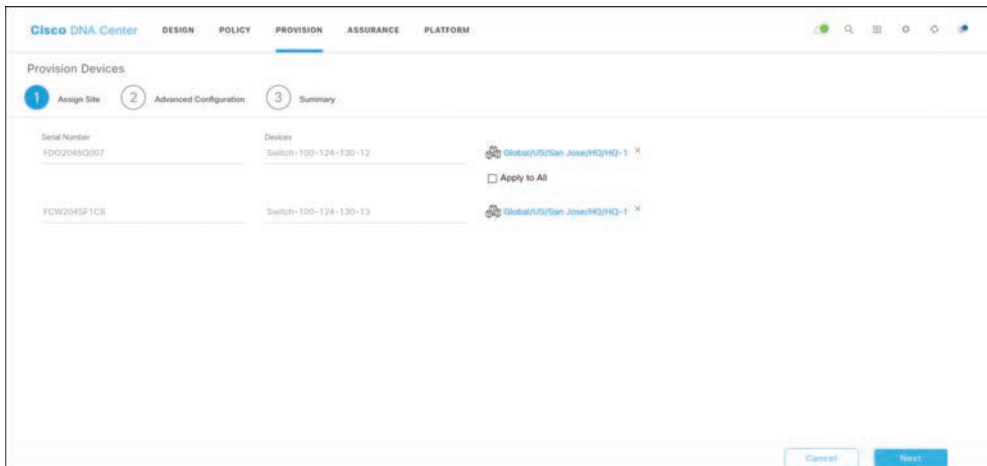 Cisco DNA Center DESIGN POLICY PROVISION ASSURANCE PLATFORM
Provision Devices
1 Assign Site 2 Advanced Configuration 3 Summary
Serial Number Devices
FDO2048Q007 Switch-100-124-130-12 Global/US/San Jose/HQ/HQ-1
Apply to All
FCW2045F1CB Switch-100-124-130-13 Global/US/San Jose/HQ/HQ-1
Cancel Next